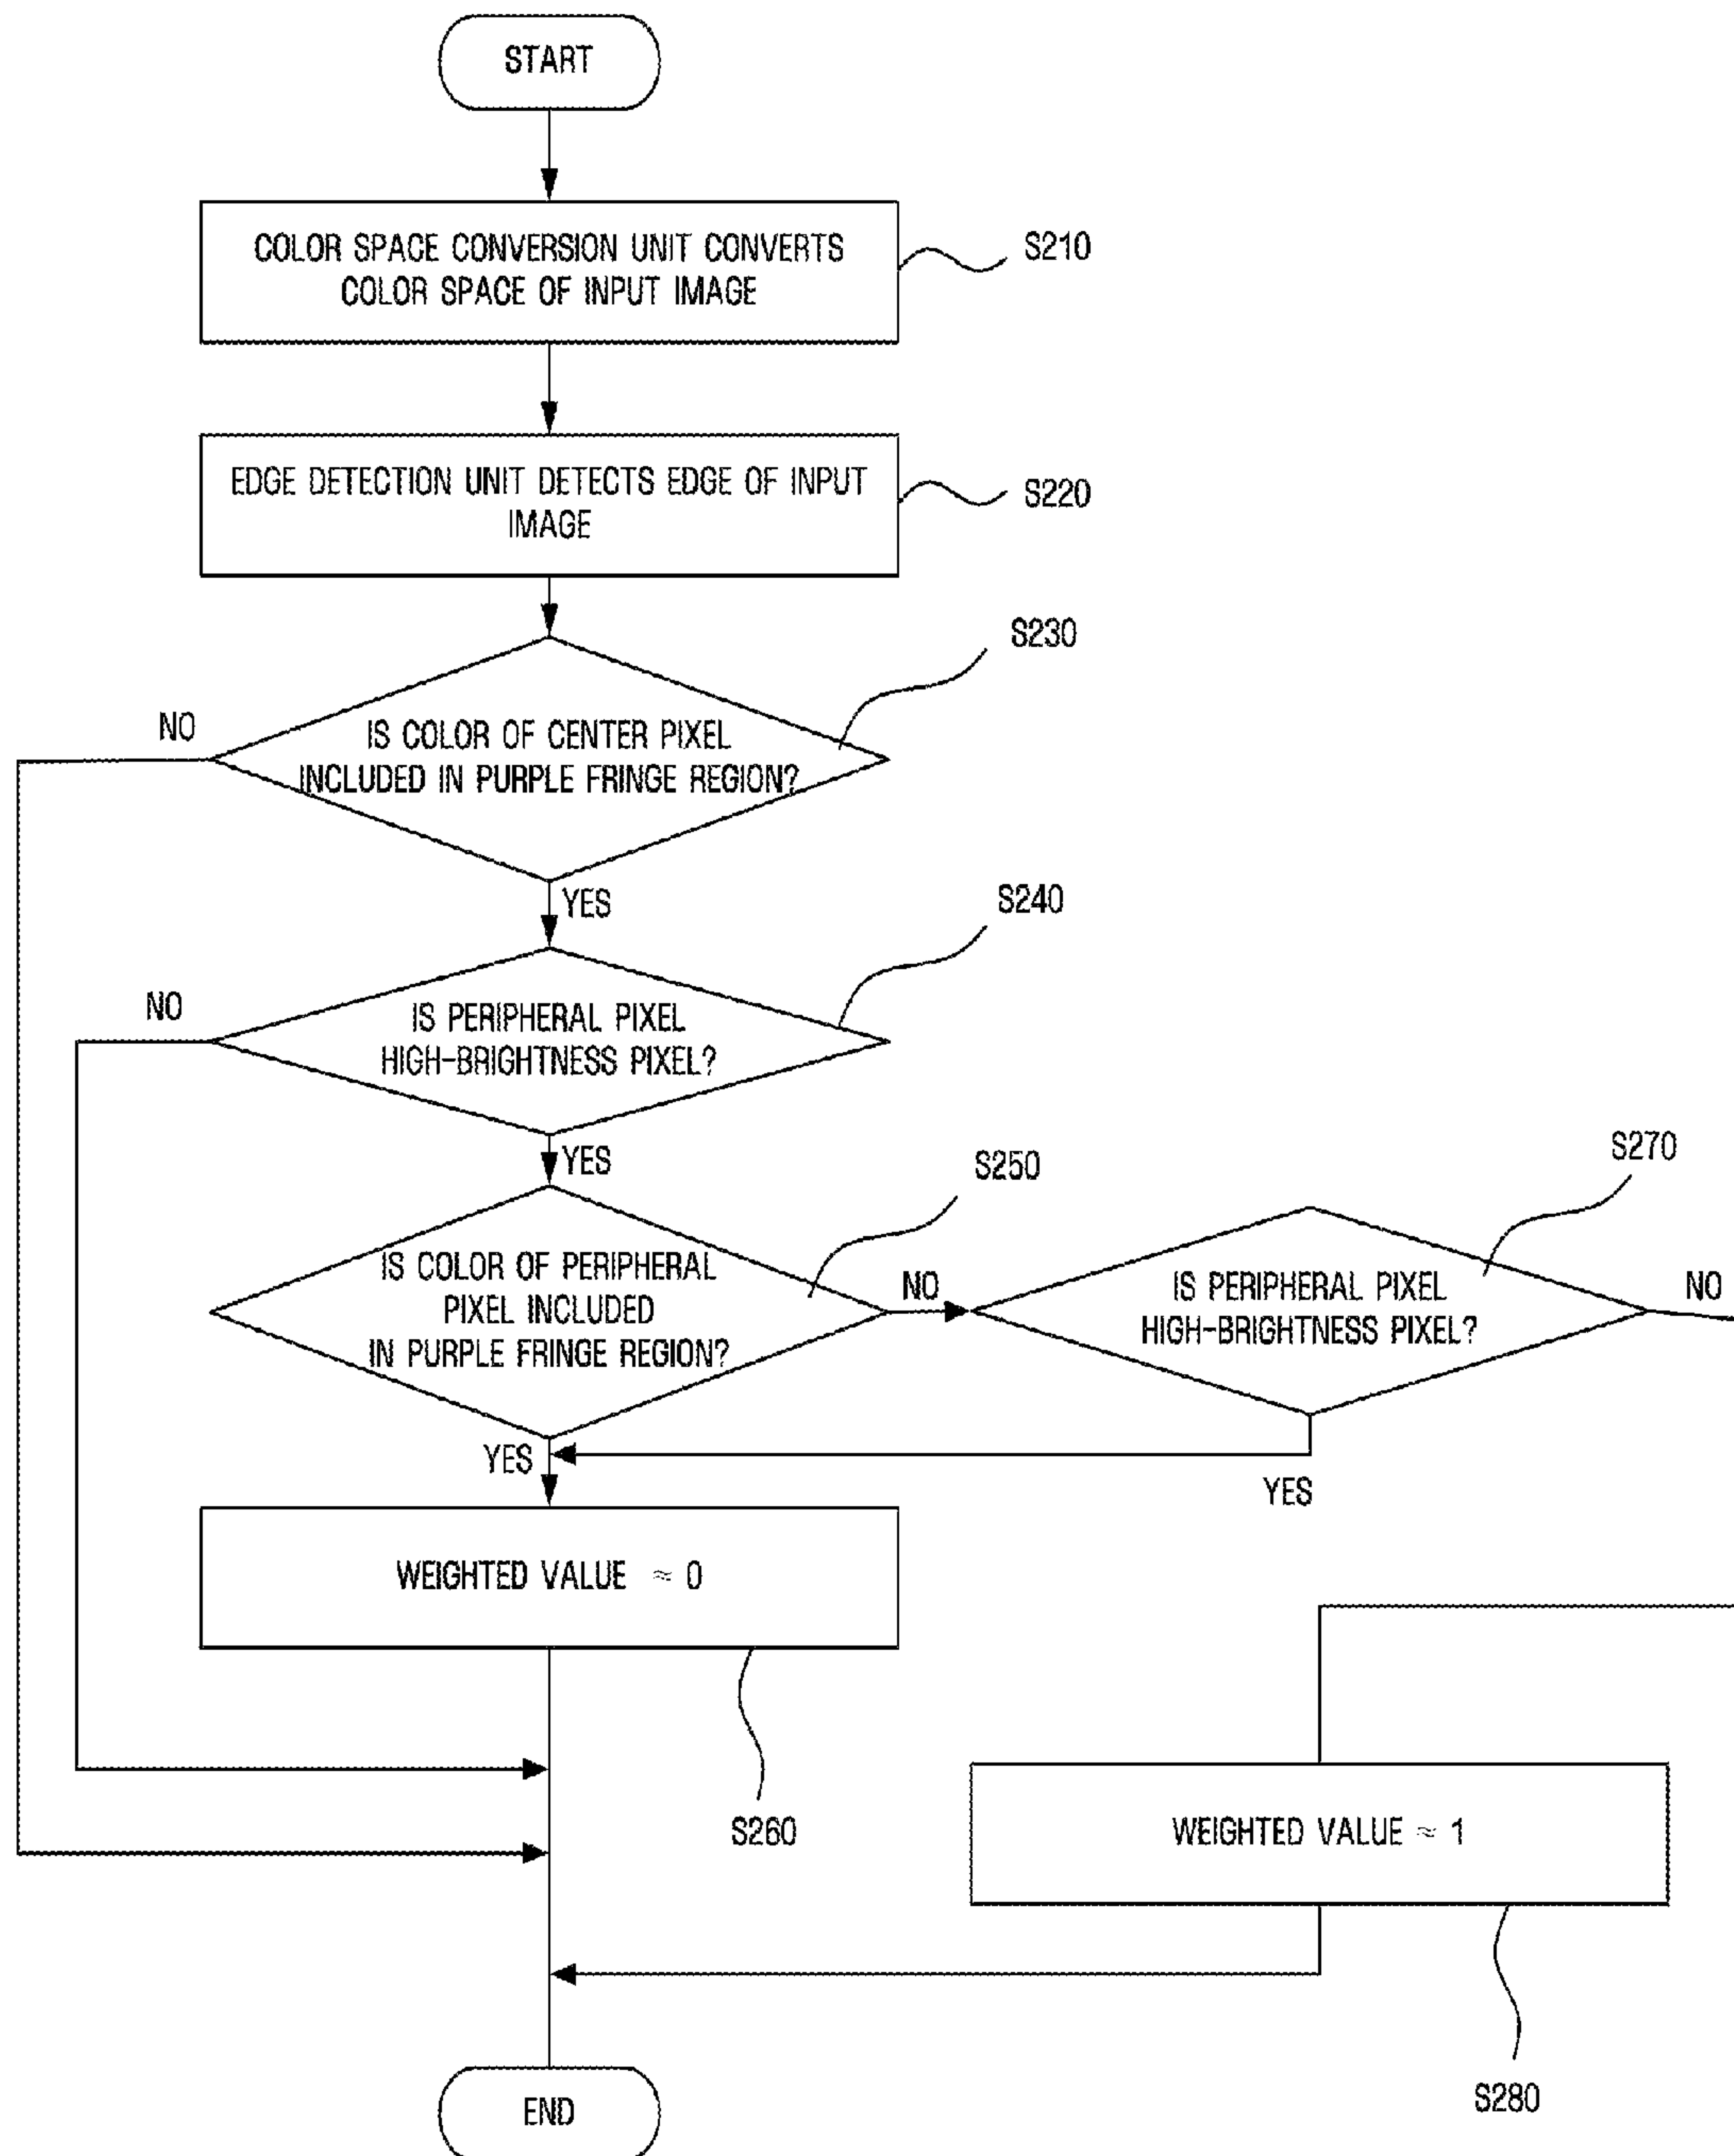 START
COLOR SPACE CONVERSION UNIT CONVERTS
COLOR SPACE OF INPUT IMAGE
S210
EDGE DETECTION UNIT DETECTS EDGE OF INPUT
IMAGE
S220
S230
NO
IS COLOR OF CENTER PIXEL
INCLUDED IN PURPLE FRINGE REGION?
YES
S240
NO
IS PERIPHERAL PIXEL
HIGH-BRIGHTNESS PIXEL?
YES
S250
S270
IS COLOR OF PERIPHERAL
PIXEL INCLUDED
IN PURPLE FRINGE REGION?
NO
IS PERIPHERAL PIXEL
HIGH-BRIGHTNESS PIXEL?
NO
YES
YES
WEIGHTED VALUE ≈ 0
S260
WEIGHTED VALUE ≈ 1
S280
END